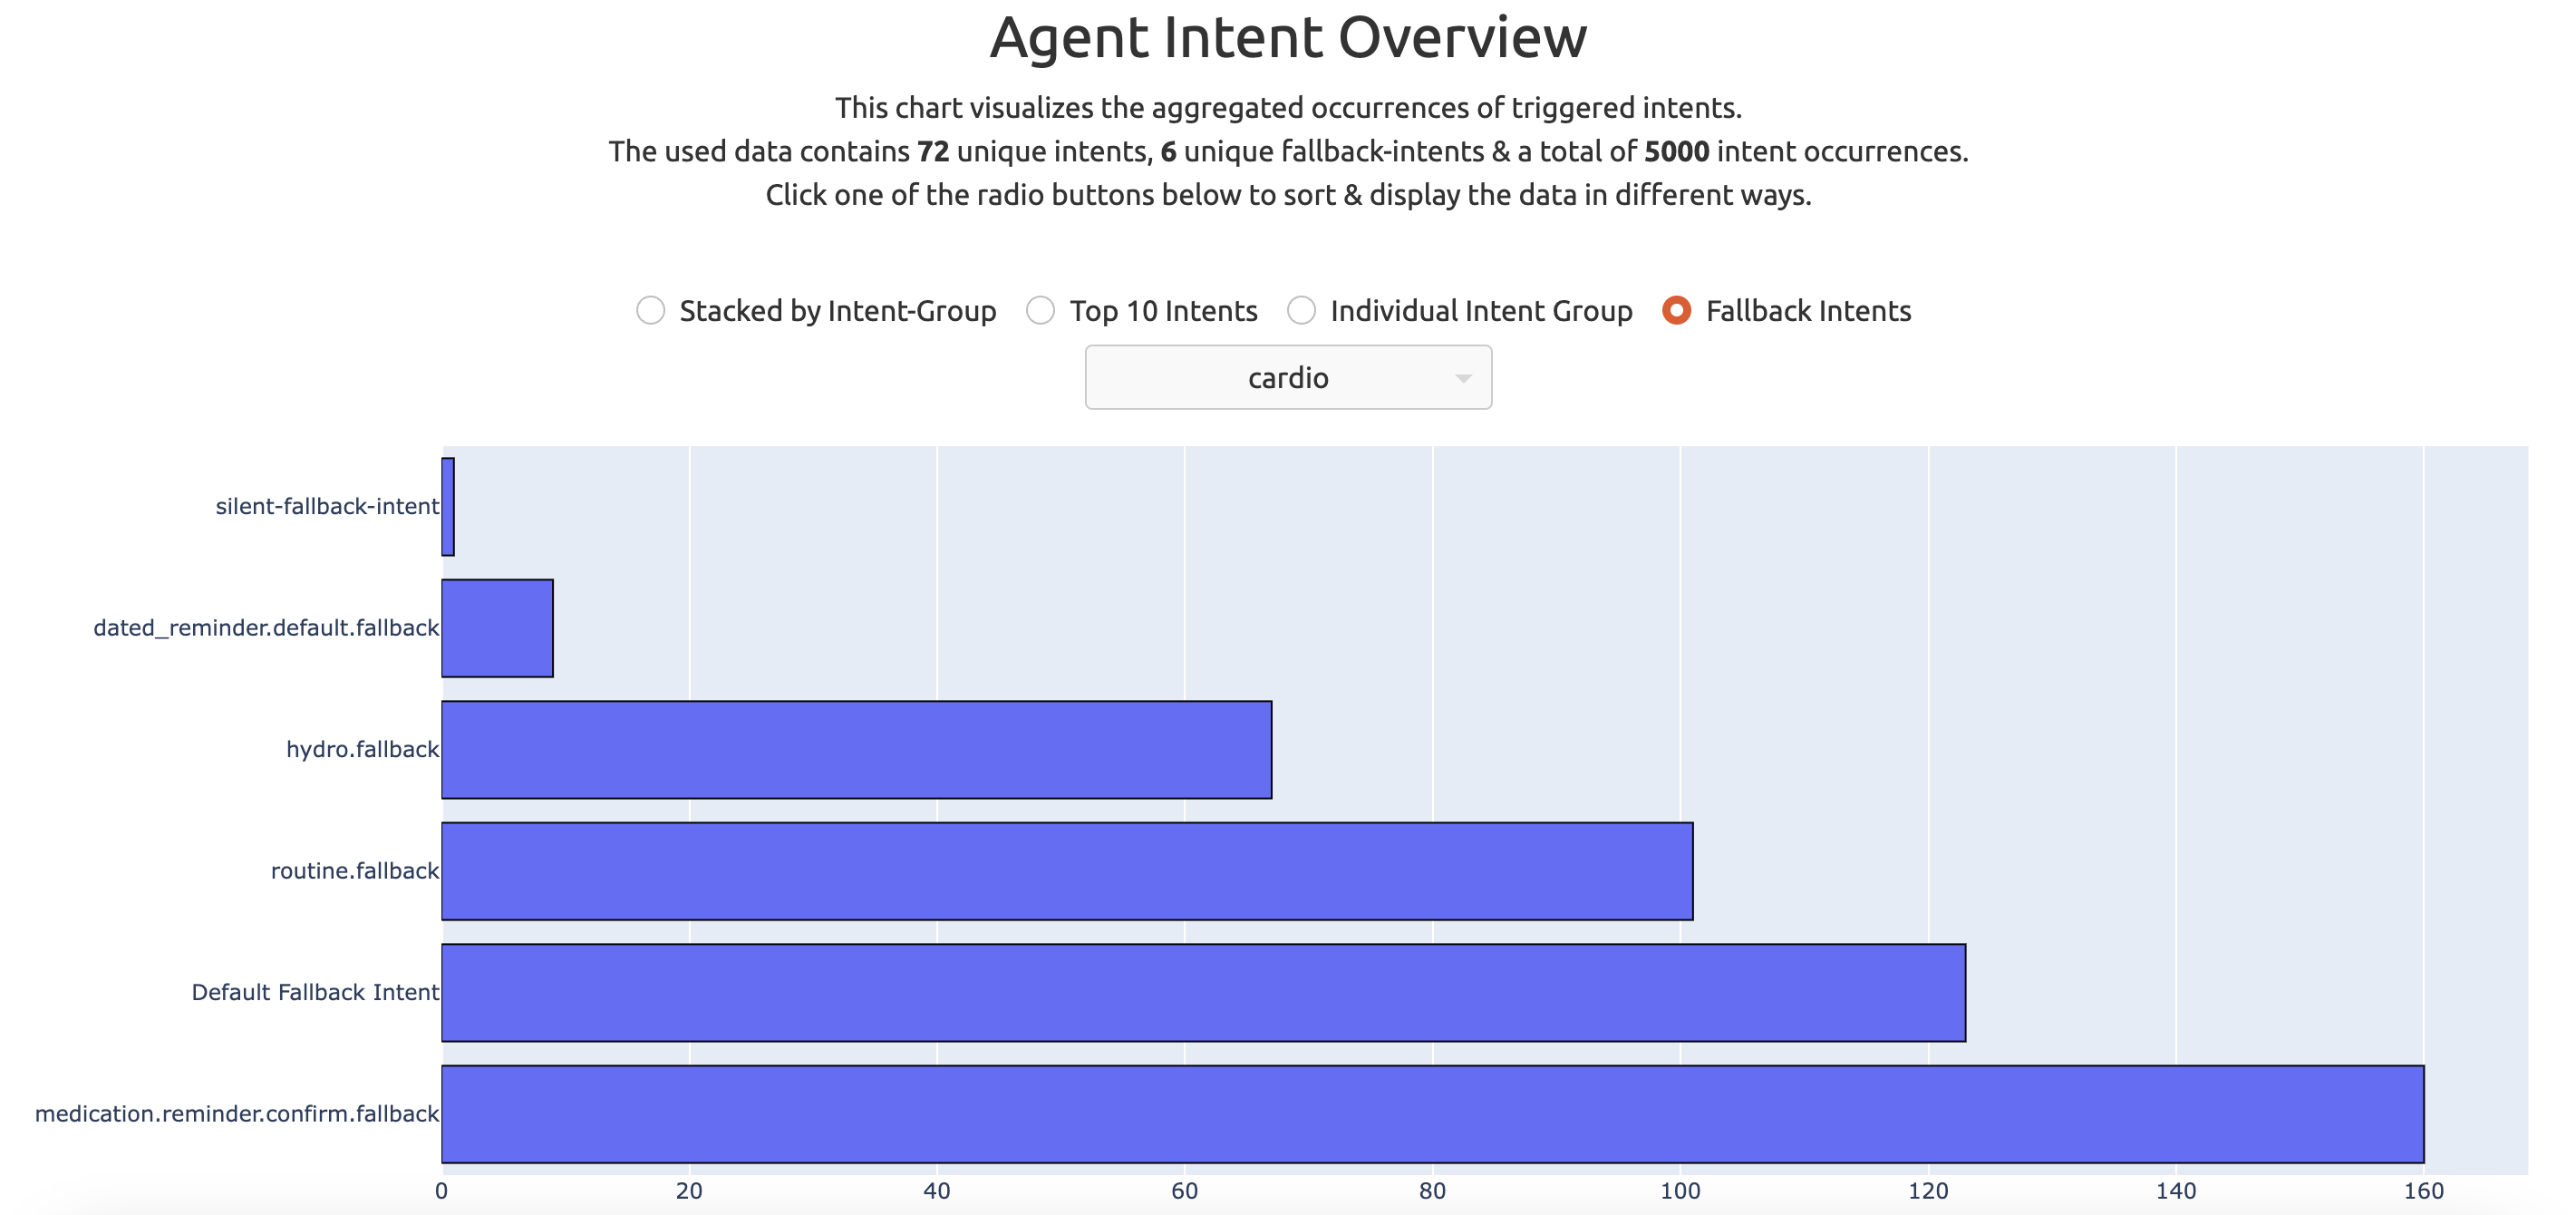 Agent Intent Overview
This chart visualizes the aggregated occurrences of triggered intents.
The used data contains 72 unique intents, 6 unique fallback-intents & a total of 5000 intent occurrences.
Click one of the radio buttons below to sort & display the data in different ways.
Stacked by Intent-Group Top 10 Intents Individual Intent Group Fallback Intents
cardio
silent-fallback-intent
dated_reminder.default.fallback
hydro.fallback
routine.fallback
Default Fallback Intent
medication.reminder.confirm.fallback
0 20 40 60 80 100 120 140 160